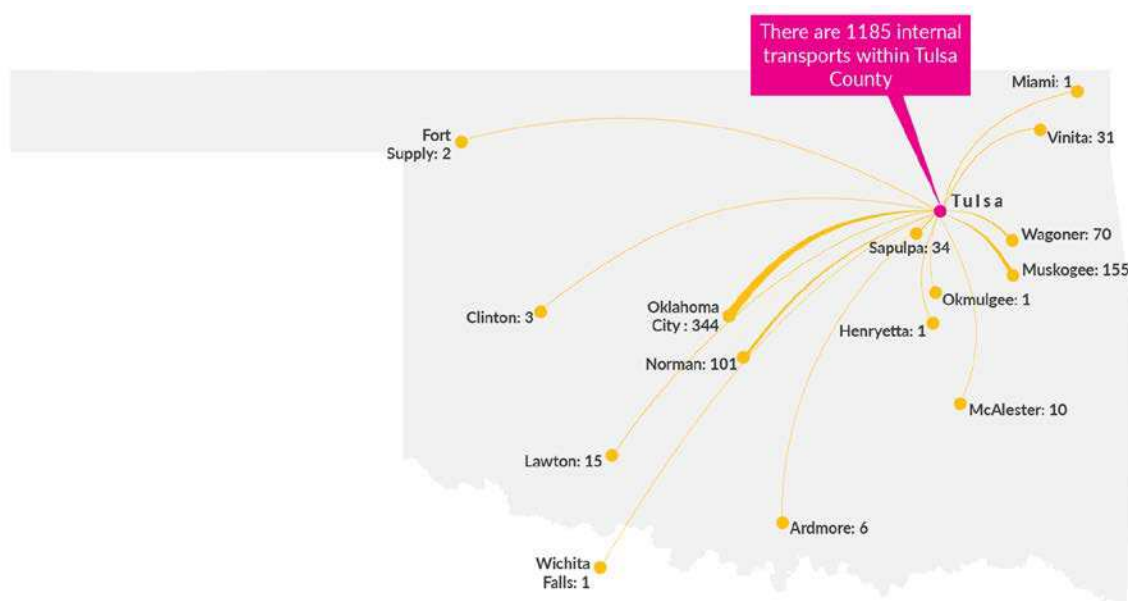 There are 1185 internal
transports within Tulsa
County
Miami: 1
Fort
Supply: 2
Vinita: 31
Tulsa
Sapulpa: 34
Wagoner: 70
Muskogee: 155
Okmulgee: 1
Clinton: 3
Oklahoma
City : 344
Henryetta: 1
Norman: 101
McAlester: 10
Lawton: 15
Ardmore: 6
Wichita
Falls: 1